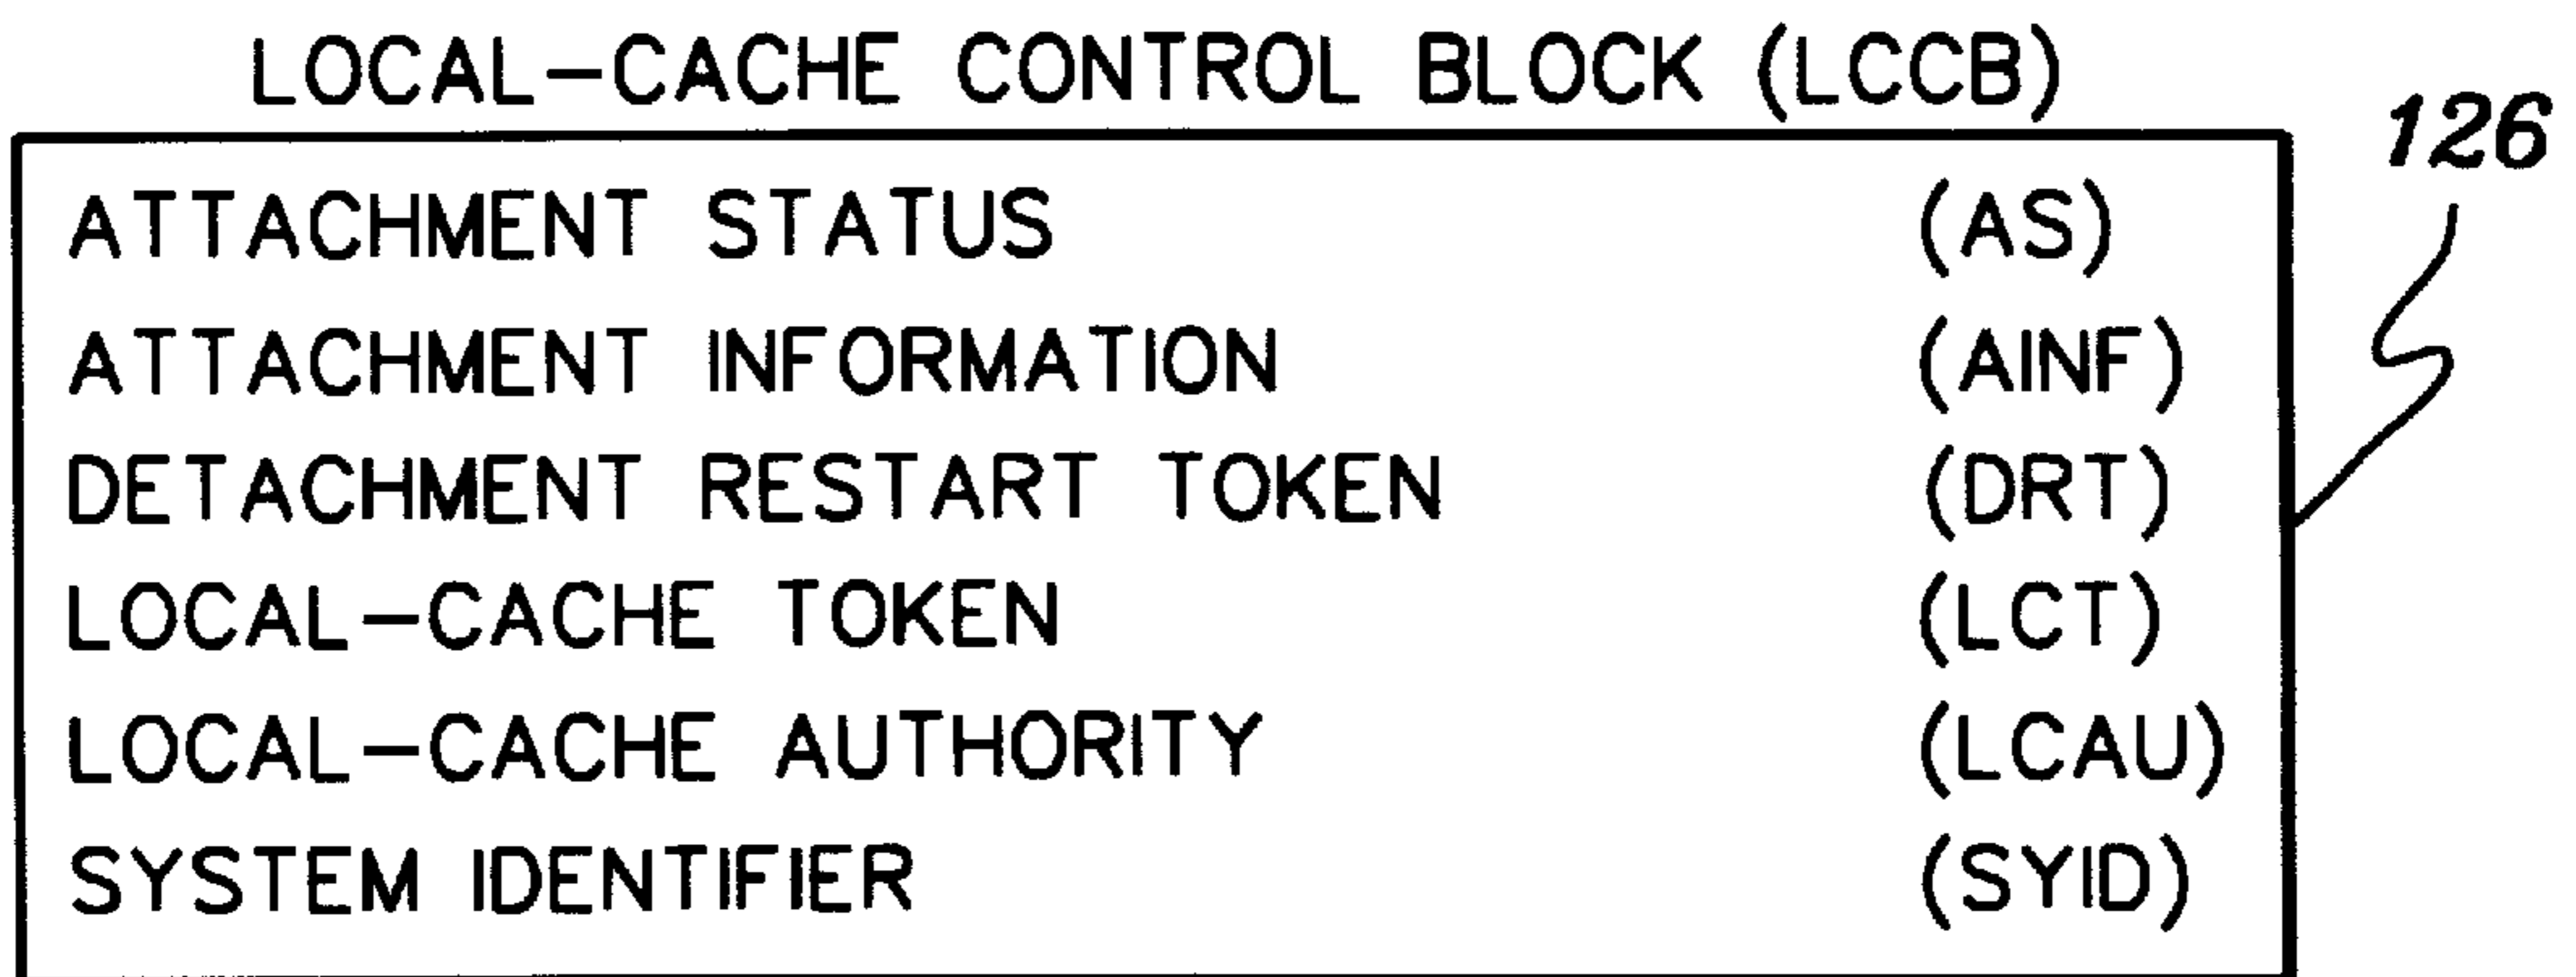 LOCAL-CACHE CONTROL BLOCK (LCCB)
126
ATTACHMENT STATUS (AS)
ATTACHMENT INFORMATION (AINF)
DETACHMENT RESTART TOKEN (DRT)
LOCAL-CACHE TOKEN (LCT)
LOCAL-CACHE AUTHORITY (LCAU)
SYSTEM IDENTIFIER (SYID)